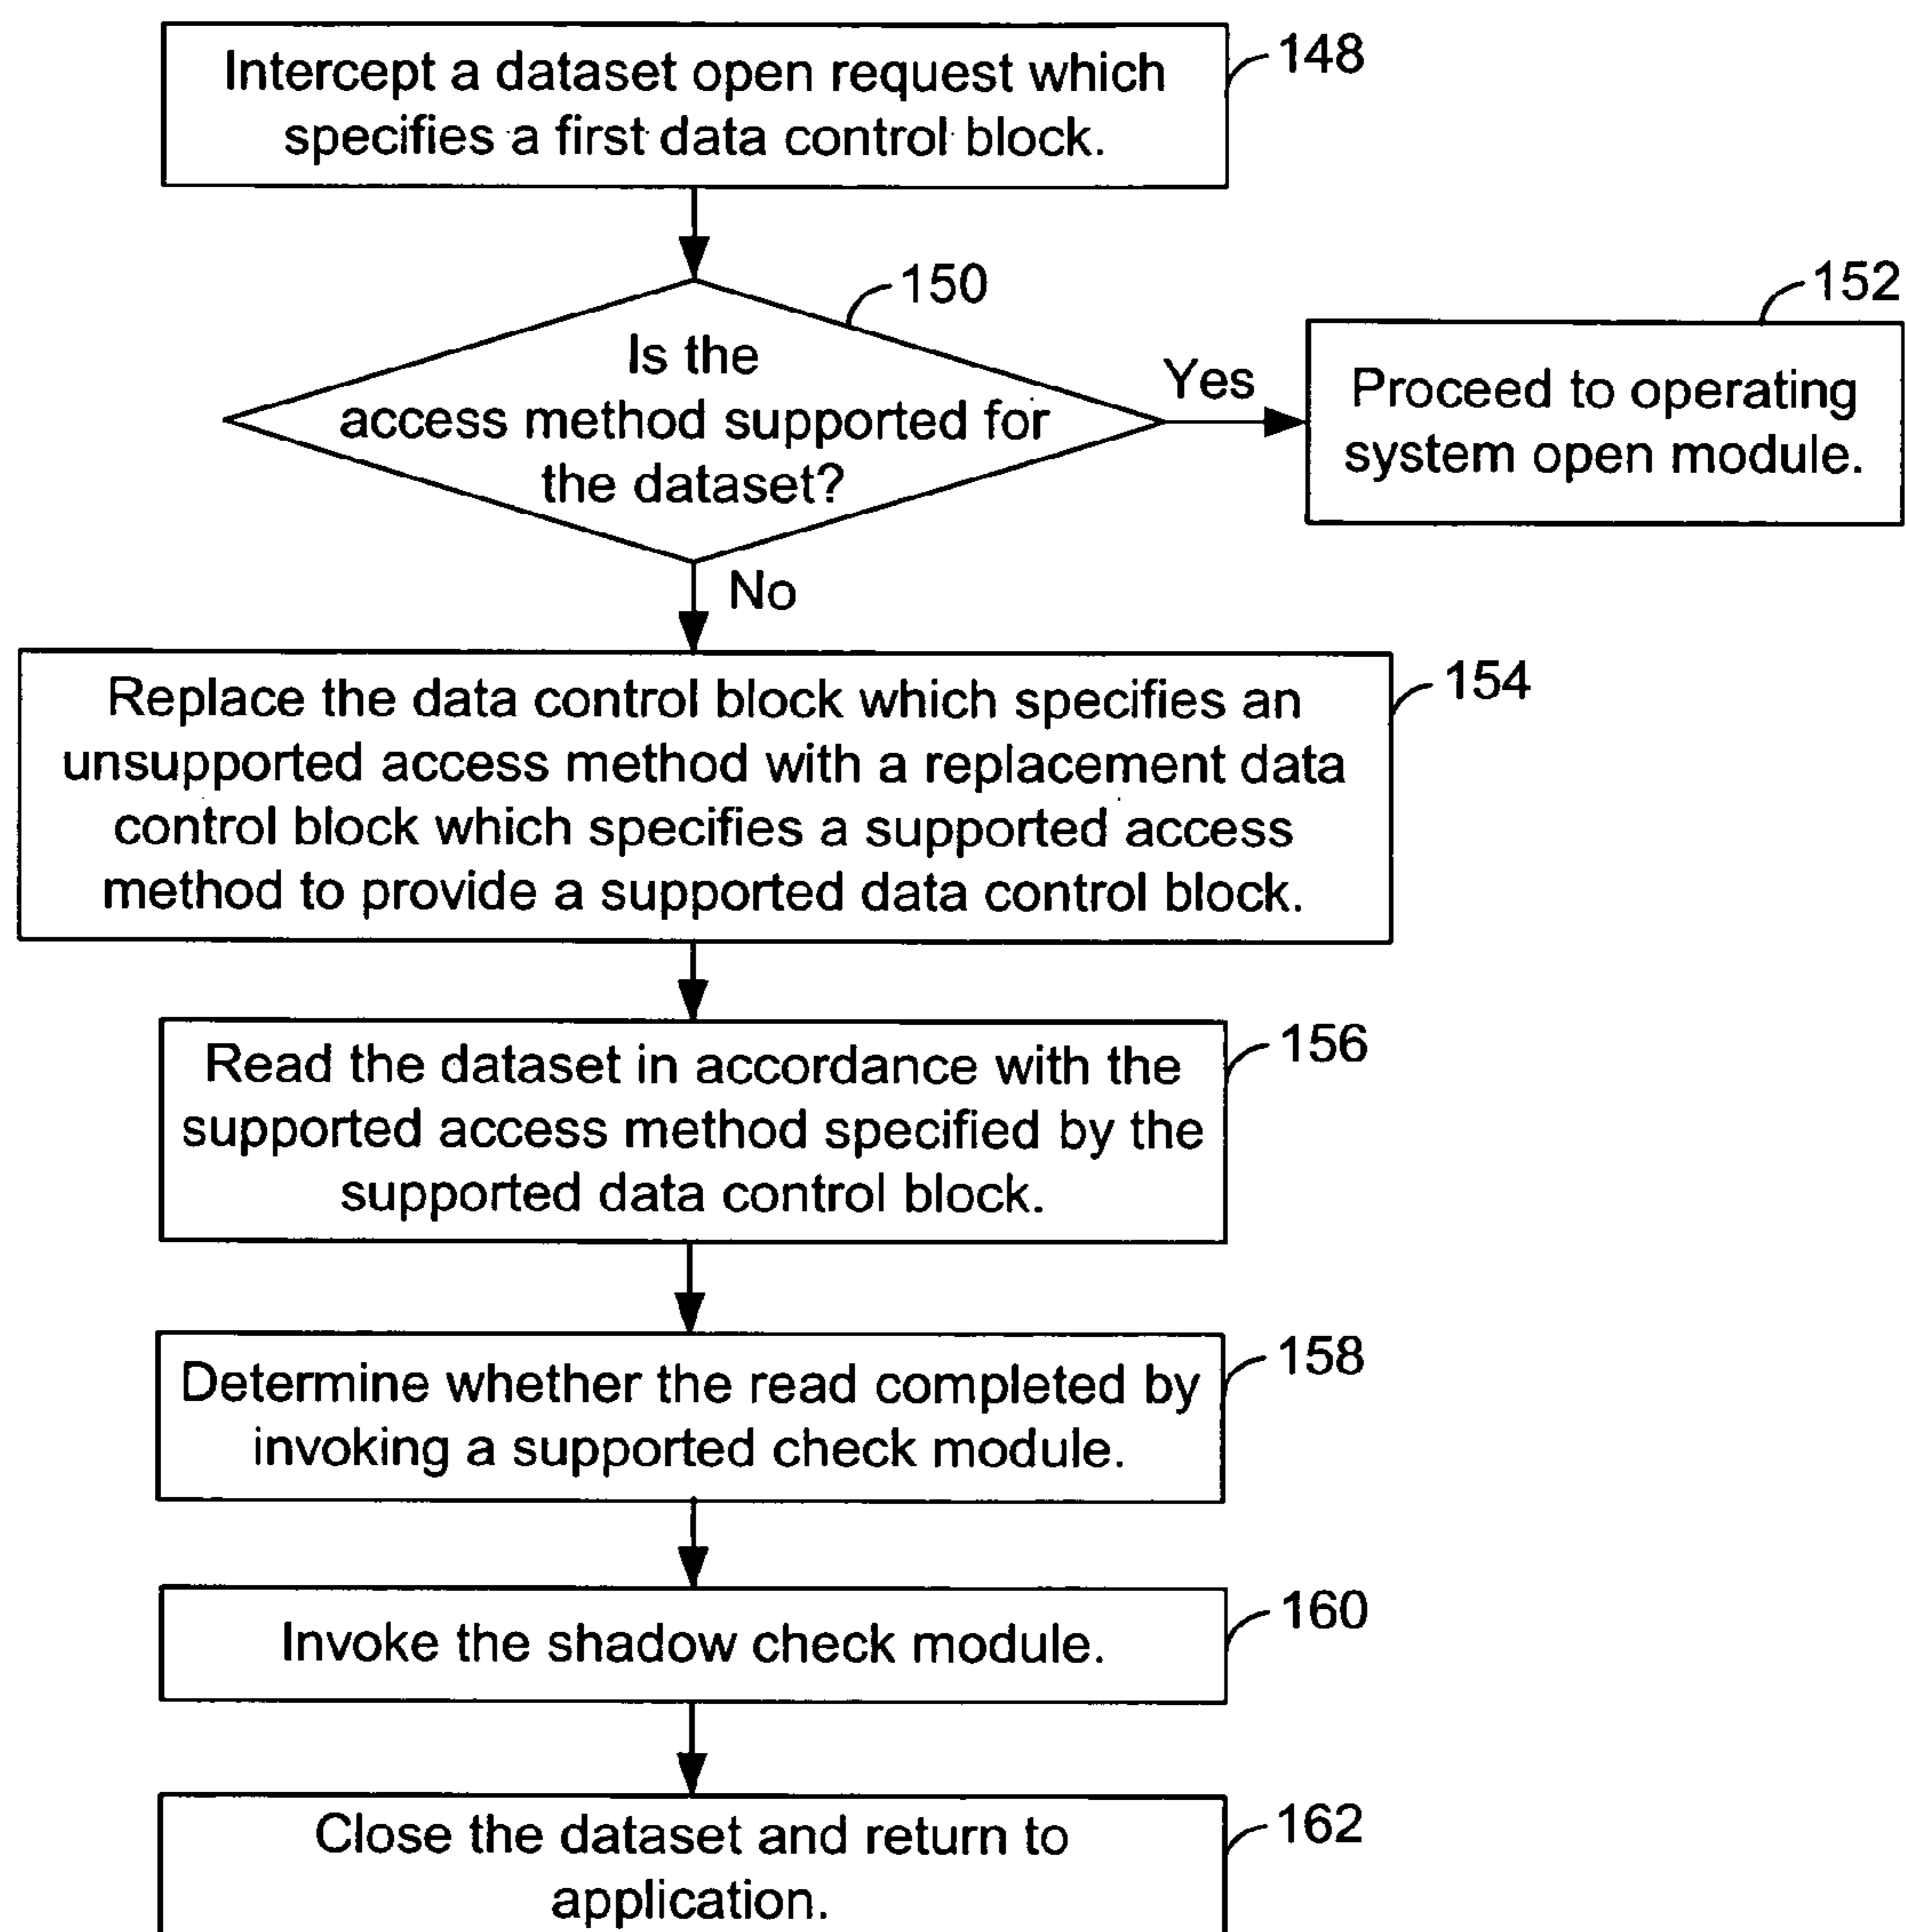 Intercept a dataset open request which
specifies a first data control block.
148
150
Is the
access method supported for
the dataset?
Yes
152
Proceed to operating
system open module.
No
154
Replace the data control block which specifies an
unsupported access method with a replacement data
control block which specifies a supported access
method to provide a supported data control block.
156
Read the dataset in accordance with the
supported access method specified by the
supported data control block.
158
Determine whether the read completed by
invoking a supported check module.
160
Invoke the shadow check module.
162
Close the dataset and return to
application.